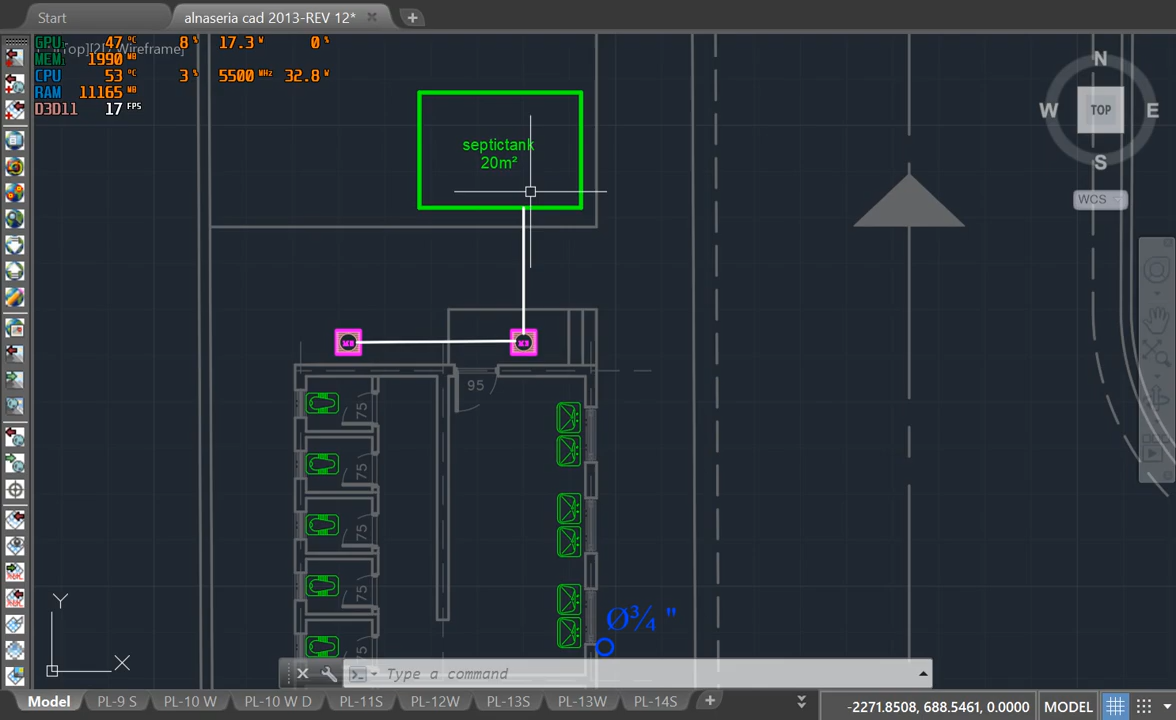 Start
alnaseria cad 2013-REV 12*
GPU: 47 °C 8 % 17.3 W 0 %
MEM: 1990 MB
CPU 53 °C 3 % 5500 MHz 32.8 W
RAM 11165 MB
D3D11 17 FPS
Wireframe]
N
W TOP E
S
WCS
septictank
20m²
MB
95
75
75
75
75
75
Ø¾ "
Y
X
Type a command
Model PL-9 S PL-10 W PL-10 W D PL-11S PL-12W PL-13S PL-13W PL-14S
-2271.8508, 688.5461, 0.0000 MODEL